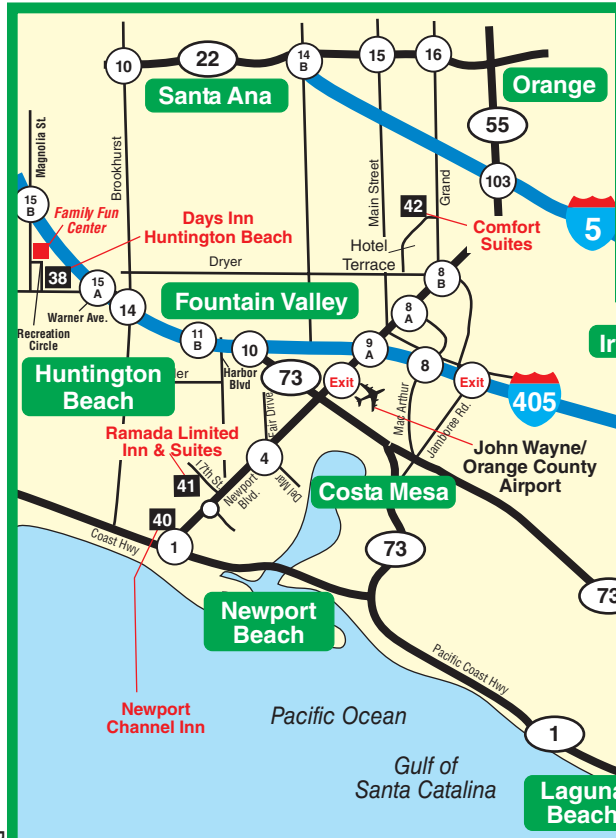 22
10
14
B
15
16
Santa Ana
Orange
55
103
Magnolia St.
Brookhurst
Main Street
Grand
15
B
Family Fun
Center
Days Inn
Huntington Beach
42
Comfort
Suites
5
Hotel
Terrace
Dryer
38
15
A
Warner Ave.
14
Fountain Valley
8
B
8
A
Recreation
Circle
11
B
10
Harbor
Blvd
9
A
8
Ir
Huntington
Beach
er
73
Exit
Exit
405
Fair Drive
Mac Arthur
Jamboree Rd.
Ramada Limited
Inn & Suites
John Wayne/
Orange County
Airport
4
17th St.
Newport
Blvd.
Del Mar
41
Costa Mesa
40
1
Coast Hwy
73
73
Newport
Beach
Pacific Coast Hwy
Newport
Channel Inn
Pacific Ocean
1
Gulf of
Santa Catalina
Laguna
Beach